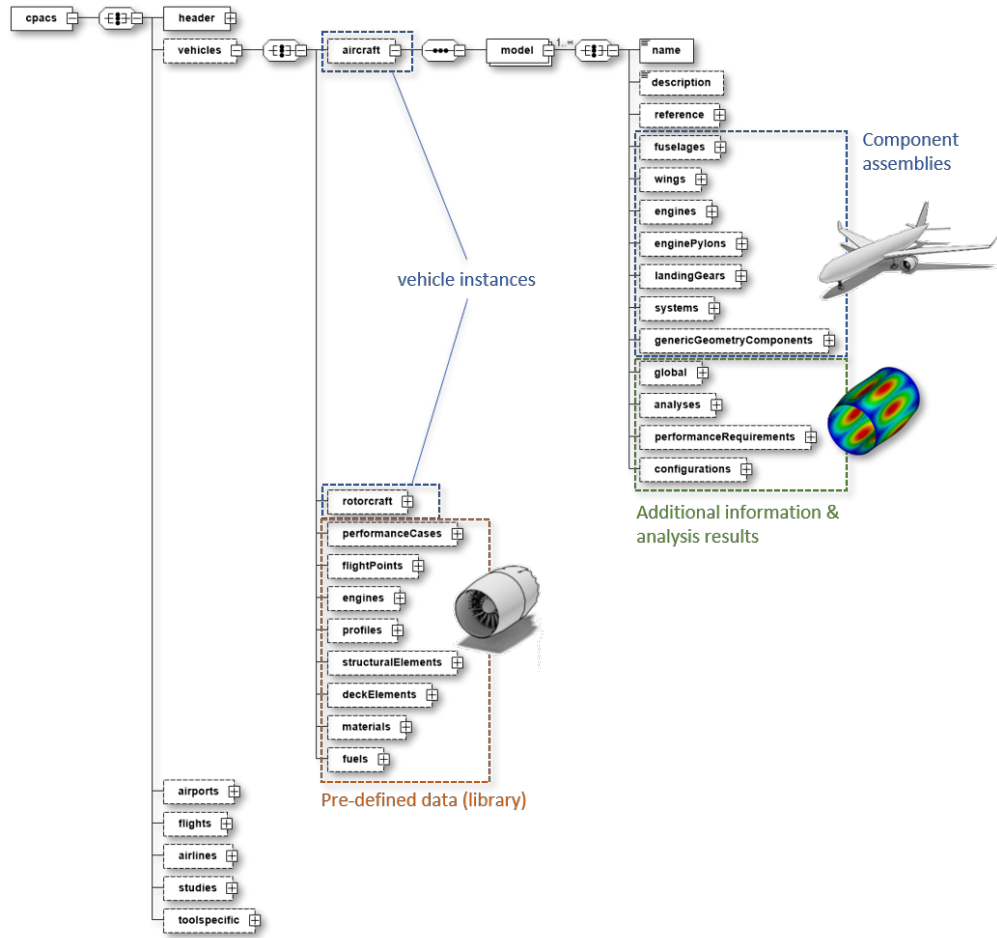 cpacs
header
vehicles
aircraft
model
1..∞
name
description
reference
fuselages
wings
engines
enginePylons
landingGears
systems
genericGeometryComponents
Component
assemblies
global
analyses
performanceRequirements
configurations
Additional information &
analysis results
vehicle instances
rotorcraft
performanceCases
flightPoints
engines
profiles
structuralElements
deckElements
materials
fuels
Pre-defined data (library)
airports
flights
airlines
studies
toolspecific